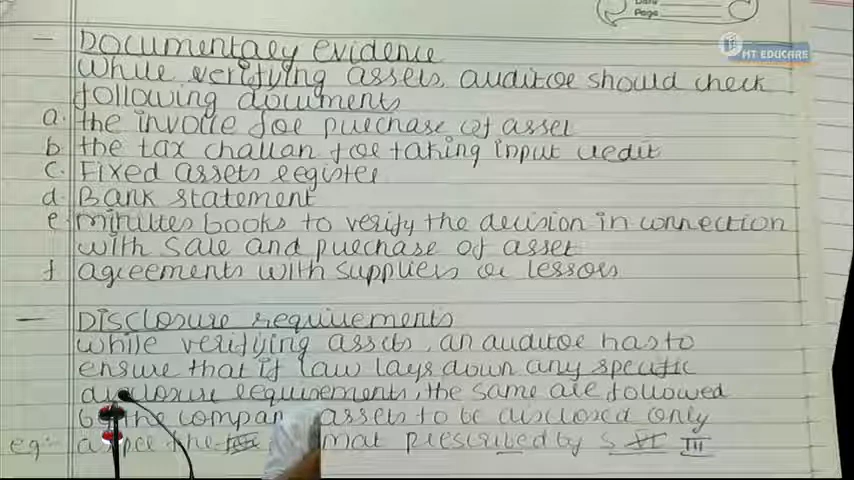 Date
Page
MT EDUCARE
- Documentary evidence
while verifying assets, auditor should check
following documents
a. the invoice for purchase of asset
b. the tax challan for taking input credit
c. Fixed assets register
d. Bank statement
e. minutes books to verify the decision in connection
with sale and purchase of asset
f. agreements with suppliers or lessors
- Disclosure requirements
while verifying assets, an auditor has to
ensure that if law lays down any specific
disclosure requirements, the same are followed
by the company assets to be disclosed only
eg:- as per the mat prescribed by S III